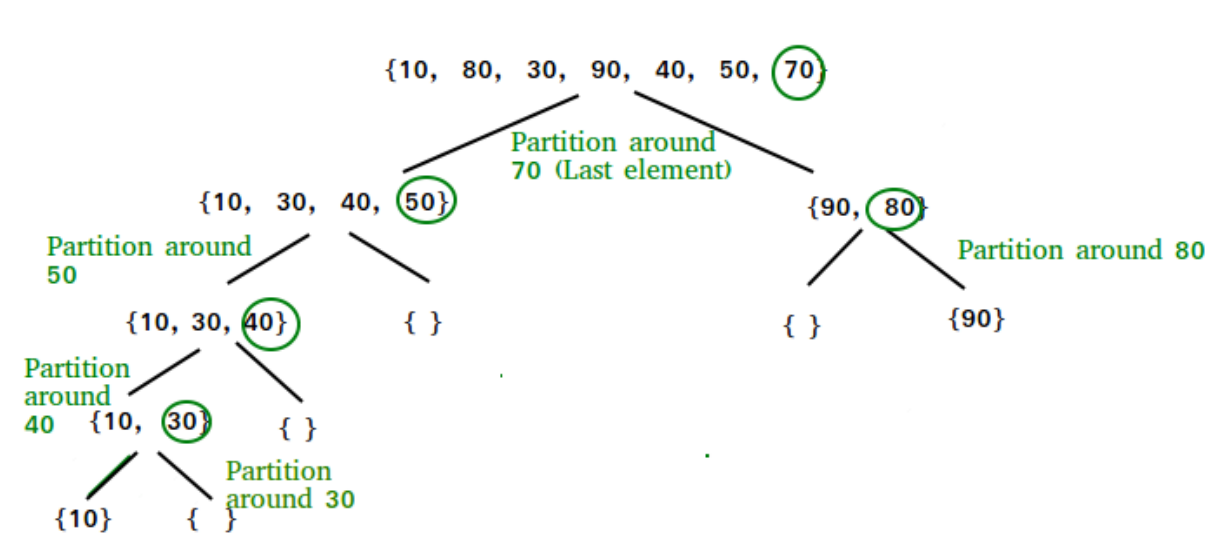 {10, 80, 30, 90, 40, 50, 70}
Partition around
70 (Last element)
{10, 30, 40, 50}
{90, 80}
Partition around
50
Partition around 80
{10, 30, 40}
{ }
{ }
{90}
Partition
around
40
{10, 30}
{ }
Partition
around 30
{10}
{ }